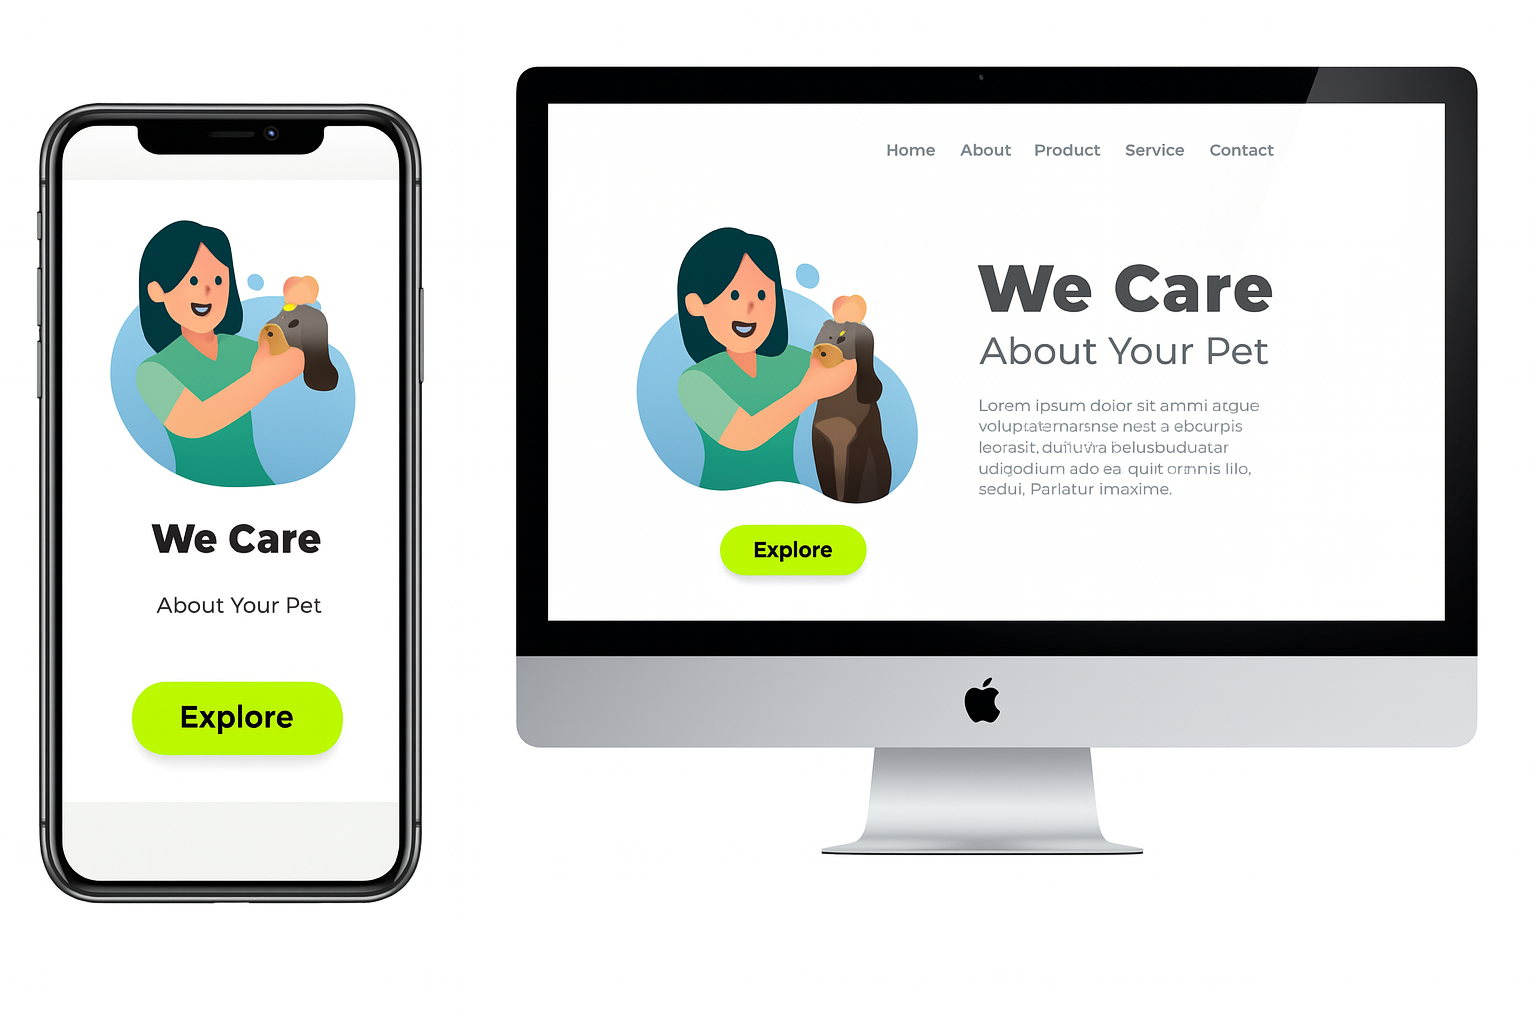 We Care
About Your Pet
Explore
Home About Product Service Contact
We Care
About Your Pet
Lorem ipsum doior sit ammi atgue
voluptatemarsnse nest a ebcurpis
leorasit, duifuvra belusbuduatar
udigodium ado ea quiit ornnis lilo,
sedui, Parlatur imaxime.
Explore